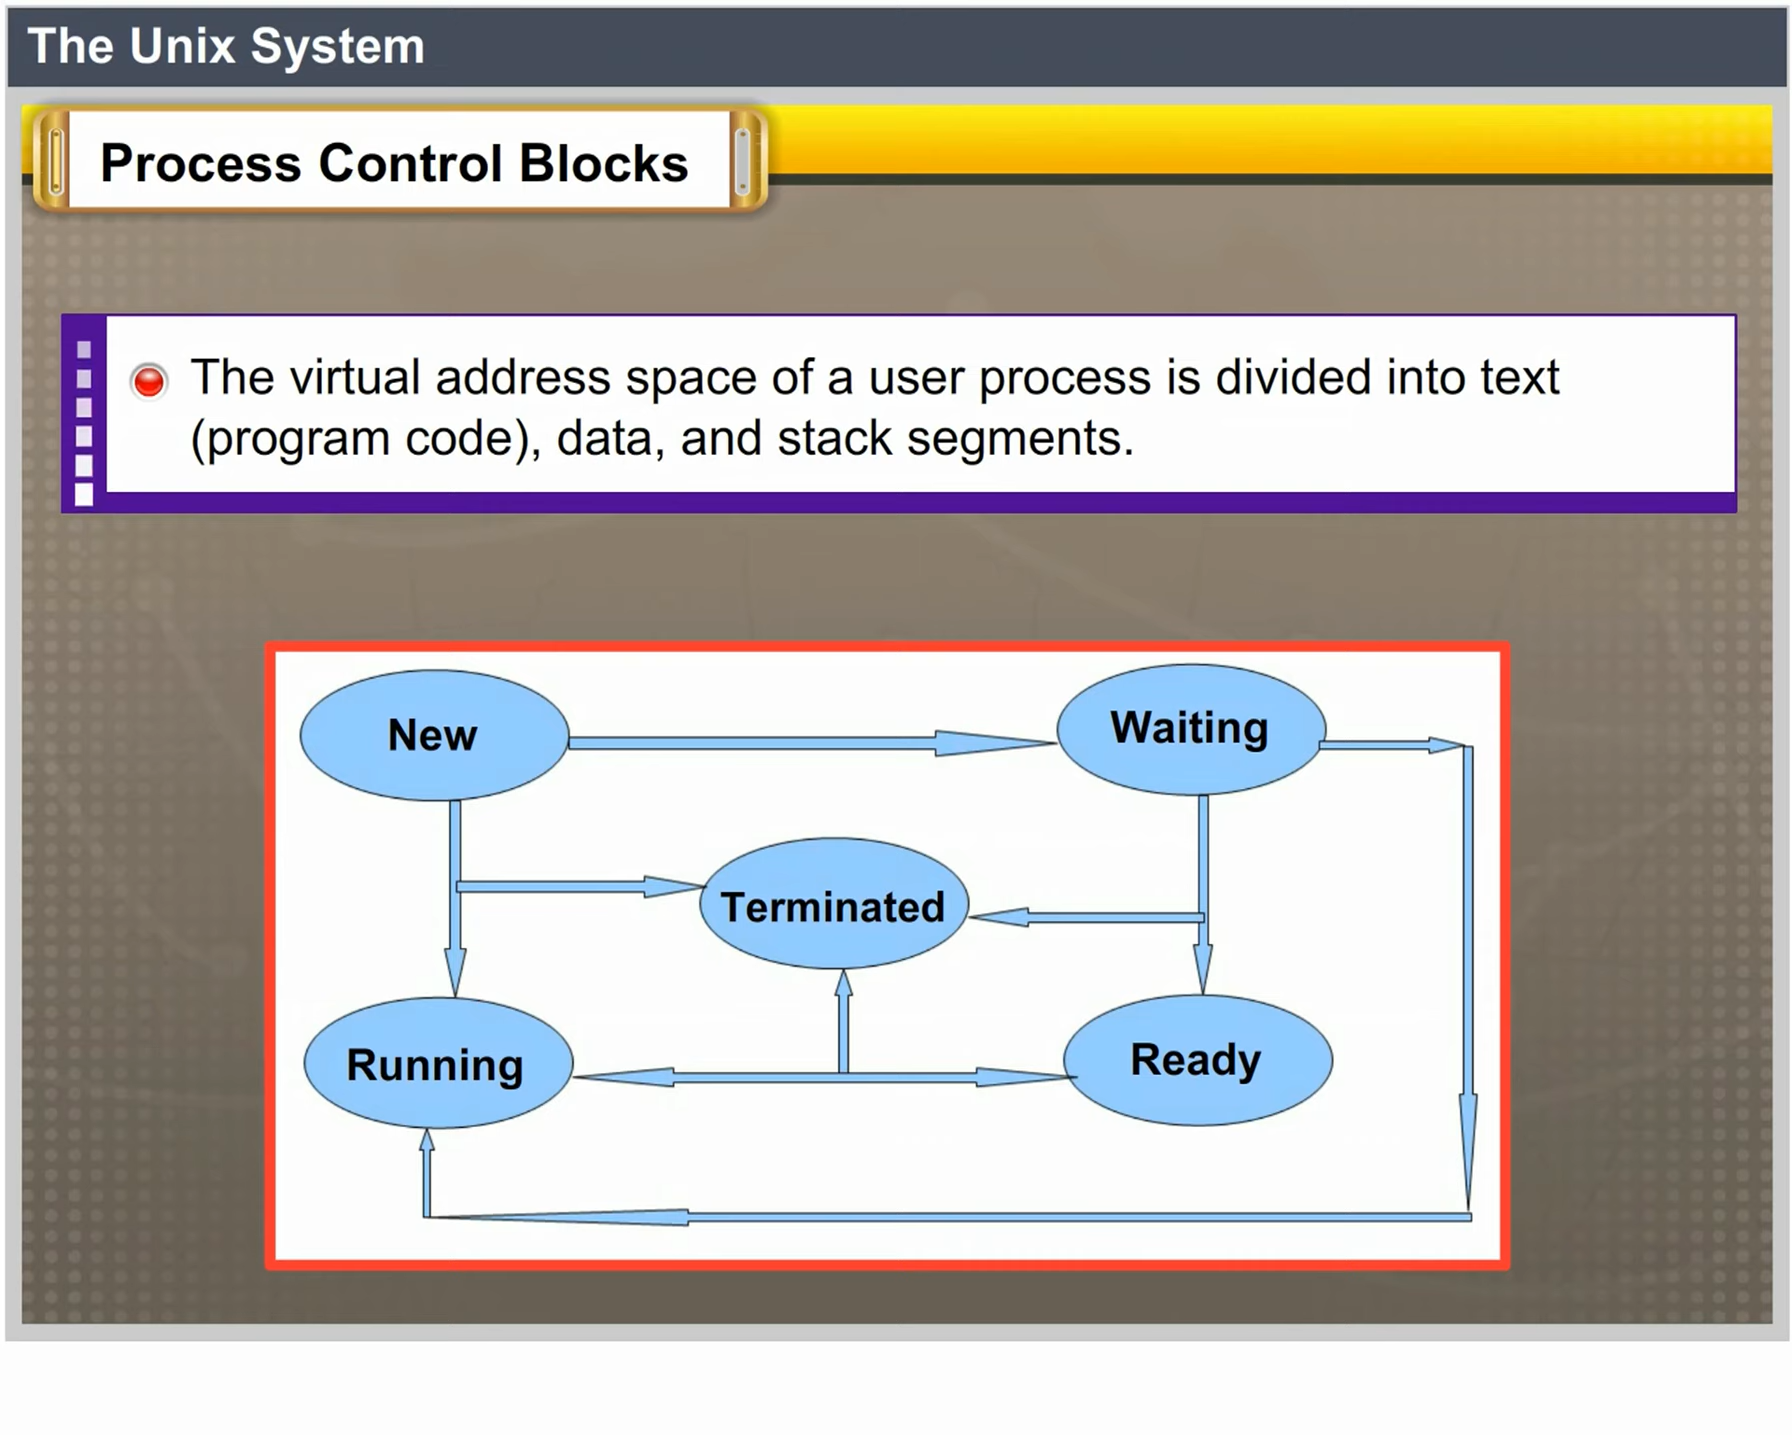 The Unix System
Process Control Blocks
The virtual address space of a user process is divided into text
(program code), data, and stack segments.
New
Waiting
Terminated
Running
Ready